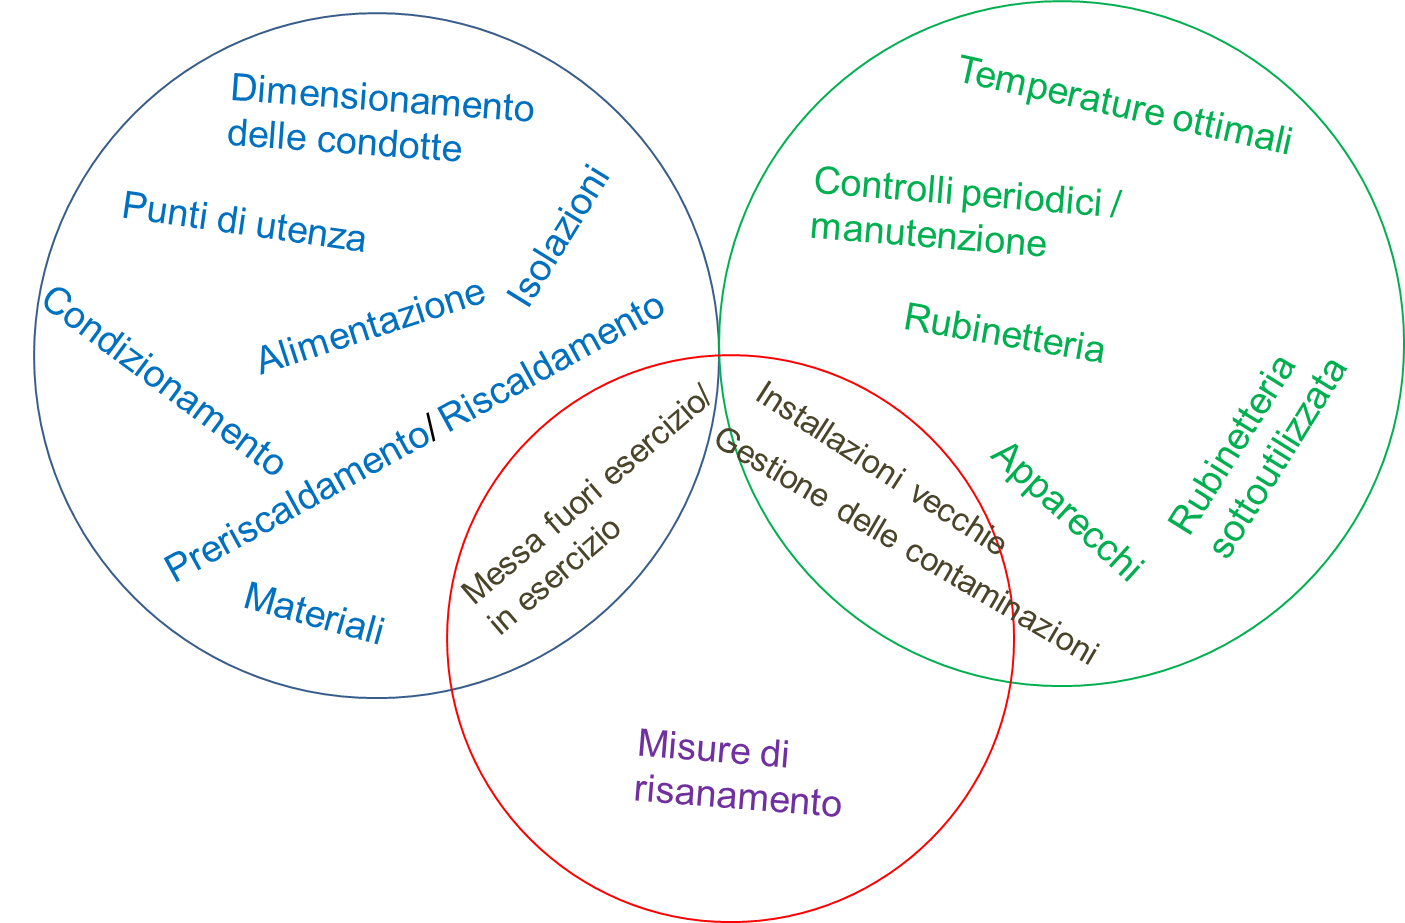 Dimensionamento
delle condotte
Punti di utenza
Isolazioni
Alimentazione
Condizionamento
Preriscaldamento/ Riscaldamento
Materiali
Messa fuori esercizio/
in esercizio
Temperature ottimali
Controlli periodici /
manutenzione
Rubinetteria
Rubinetteria
sottoutilizzata
Apparecchi
Installazioni vecchie
Gestione delle contaminazioni
Misure di
risanamento